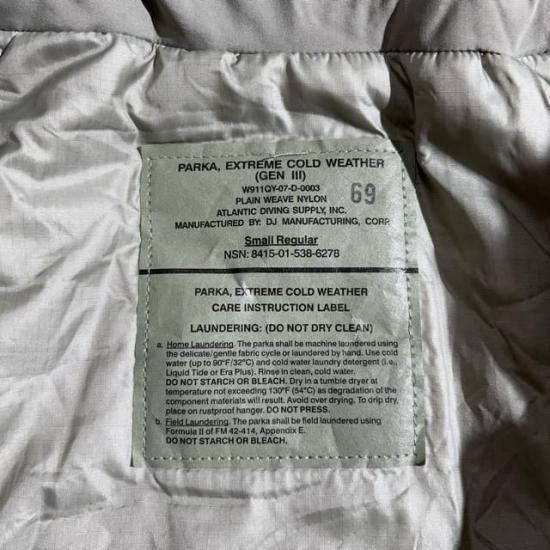 PARKA, EXTREME COLD WEATHER
(GEN III)
W911QY-07-D-0003
PLAIN WEAVE NYLON
69
ATLANTIC DIVING SUPPLY, INC.
MANUFACTURED BY: DJ MANUFACTURING, CORP.
Small Regular
NSN: 8415-01-538-6278
PARKA, EXTREME COLD WEATHER
CARE INSTRUCTION LABEL
LAUNDERING: (DO NOT DRY CLEAN)
a. Home Laundering. The parka shall be machine laundered using
the delicate/gentle fabric cycle or laundered by hand. Use cold
water (up to 90°F/32°C) and cold water laundry detergent (i.e.,
Liquid Tide or Era Plus). Rinse in clean, cold water.
DO NOT STARCH OR BLEACH. Dry in a tumble dryer at
temperature not exceeding 130°F (54°C) as degradation of the
component materials will result. Avoid over drying. To drip dry,
place on rustproof hanger. DO NOT PRESS.
b. Field Laundering. The parka shall be field laundered using
Formula II of FM 42-414, Appendix E.
DO NOT STARCH OR BLEACH.